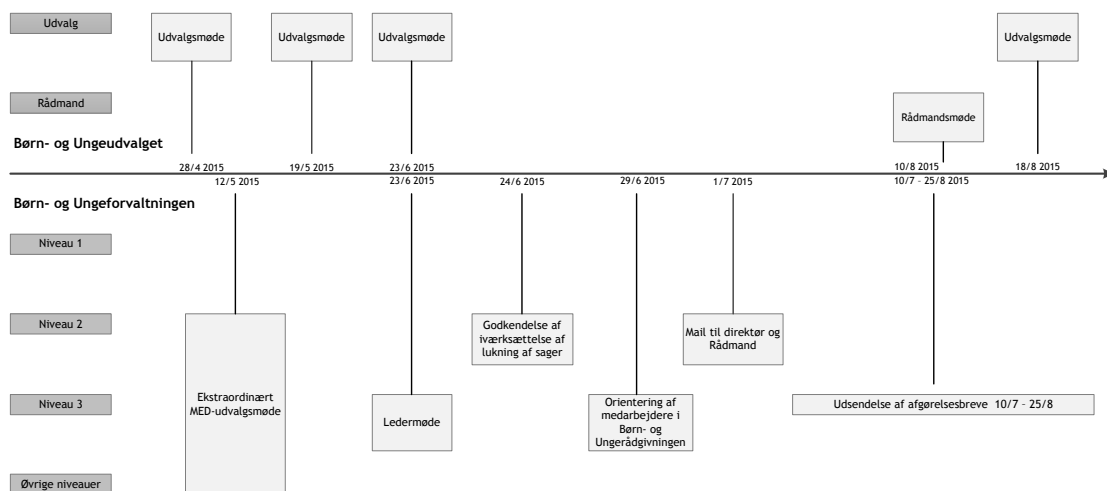 Udvalg
Udvalgsmøde
Udvalgsmøde
Udvalgsmøde
Udvalgsmøde
Rådmand
Rådmandsmøde
Børn- og Ungeudvalget
28/4 2015
19/5 2015
23/6 2015
10/8 2015
18/8 2015
12/5 2015
23/6 2015
24/6 2015
29/6 2015
1/7 2015
10/7 - 25/8 2015
Børn- og Ungeforvaltningen
Niveau 1
Niveau 2
Godkendelse af
iværksættelse af
lukning af sager
Mail til direktør og
Rådmand
Niveau 3
Ekstraordinært
MED-udvalgsmøde
Ledermøde
Orientering af
medarbejdere i
Børn- og
Ungerådgivningen
Udsendelse af afgørelsesbreve 10/7 - 25/8
Øvrige niveauer